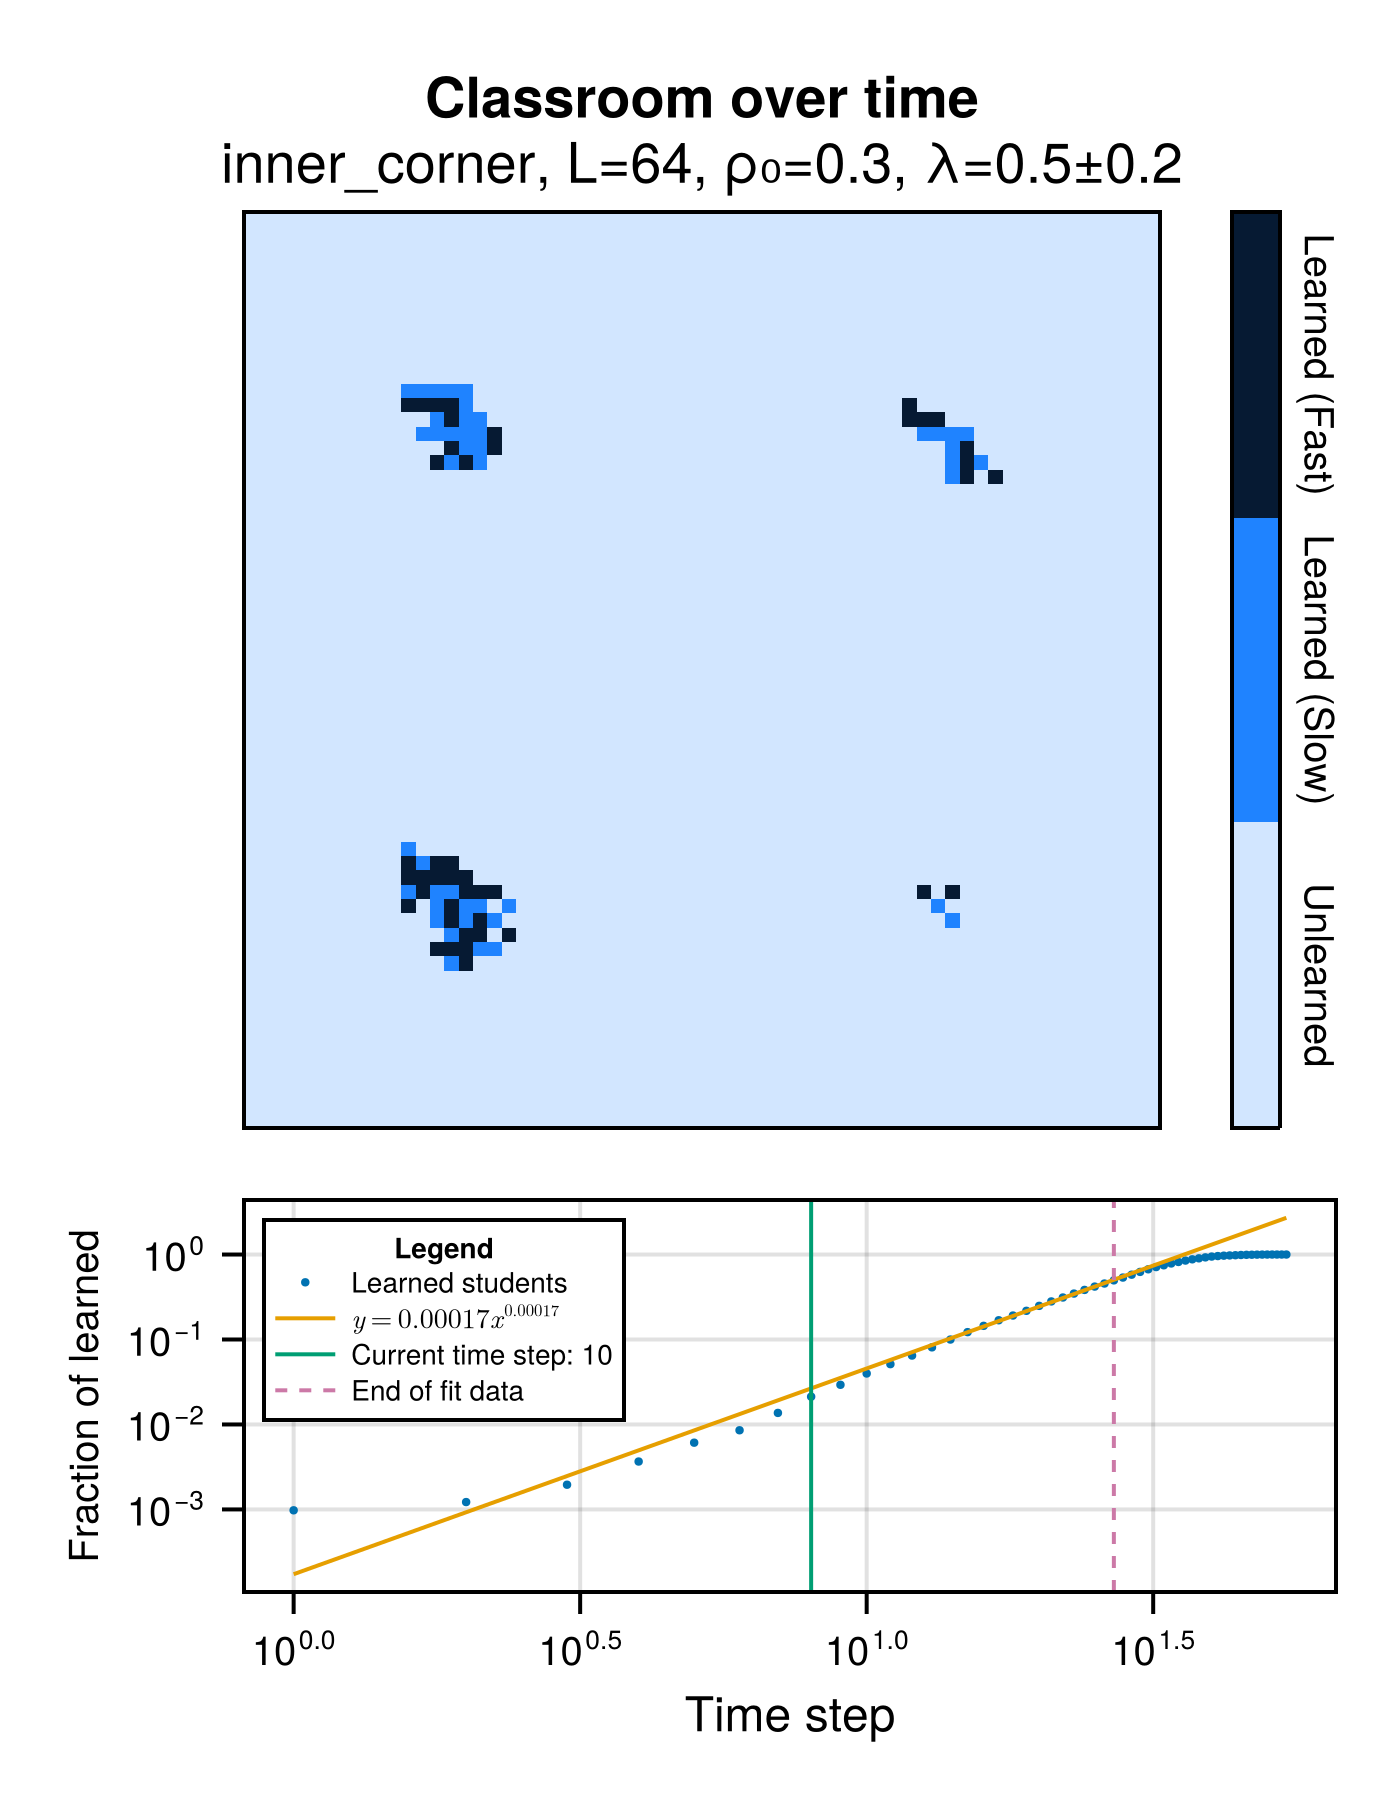 Classroom over time
inner_corner, L=64, ρ₀=0.3, λ=0.5±0.2
Learned (Fast)
Learned (Slow)
Unlearned
Fraction of learned
10⁰
10⁻¹
10⁻²
10⁻³
Legend
Learned students
y = 0.00017x^0.00017
Current time step: 10
End of fit data
10^0.0
10^0.5
10^1.0
10^1.5
Time step